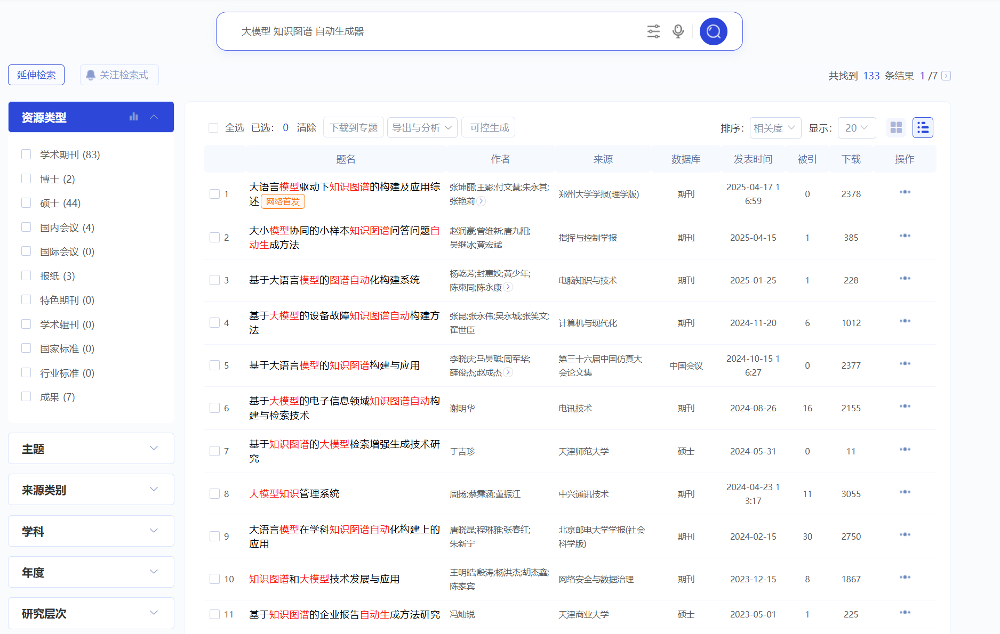 大模型 知识图谱 自动生成器
延伸检索 关注检索式 共找到 133 条结果 1 /7
资源类型
学术期刊 (83)
博士 (2)
硕士 (44)
国内会议 (4)
国际会议 (0)
报纸 (3)
特色期刊 (0)
学术辑刊 (0)
国家标准 (0)
行业标准 (0)
成果 (7)
主题
来源类别
学科
年度
研究层次
全选 已选： 0 清除 下载到专题 导出与分析 可控生成 排序： 相关度 显示： 20
题名 作者 来源 数据库 发表时间 被引 下载 操作
1 大语言模型驱动下知识图谱的构建及应用综
述 网络首发 张坤丽;王影;付文慧;朱永其;
张艳莉 郑州大学学报(理学版) 期刊 2025-04-17 1
6:59 0 2378
2 大小模型协同的小样本知识图谱问答问题自
动生成方法 赵润豪;曾维新;唐九阳;
吴继冰;黄宏斌 指挥与控制学报 期刊 2025-04-15 1 385
3 基于大语言模型的图谱自动化构建系统 杨乾芳;封惠姣;黄少年;
陈柬同;陈永康 电脑知识与技术 期刊 2025-01-25 1 228
4 基于大模型的设备故障知识图谱自动构建方
法 张昆;张永伟;吴永城;张笑文;
翟世臣 计算机与现代化 期刊 2024-11-20 6 1012
5 基于大语言模型的知识图谱构建与应用 李晓庆;马昊聪;周军华;
薛俊杰;赵成杰 第三十六届中国仿真大
会论文集 中国会议 2024-10-15 1
6:27 0 2377
6 基于大模型的电子信息领域知识图谱自动构
建与检索技术 谢明华 电讯技术 期刊 2024-08-26 16 2155
7 基于知识图谱的大模型检索增强生成技术研
究 于吉珍 天津师范大学 硕士 2024-05-31 0 11
8 大模型知识管理系统 周扬;蔡霈涵;董振江 中兴通讯技术 期刊 2024-04-23 1
3:17 11 3055
9 大语言模型在学科知识图谱自动化构建上的
应用 唐晓晟;程琳雅;张春红;
朱新宁 北京邮电大学学报(社会
科学版) 期刊 2024-02-15 30 2750
10 知识图谱和大模型技术发展与应用 王明皓;殷涛;杨洪杰;胡杰鑫;
陈家宾 网络安全与数据治理 期刊 2023-12-15 8 1867
11 基于知识图谱的企业报告自动生成方法研究 冯灿锐 天津商业大学 硕士 2023-05-01 1 225